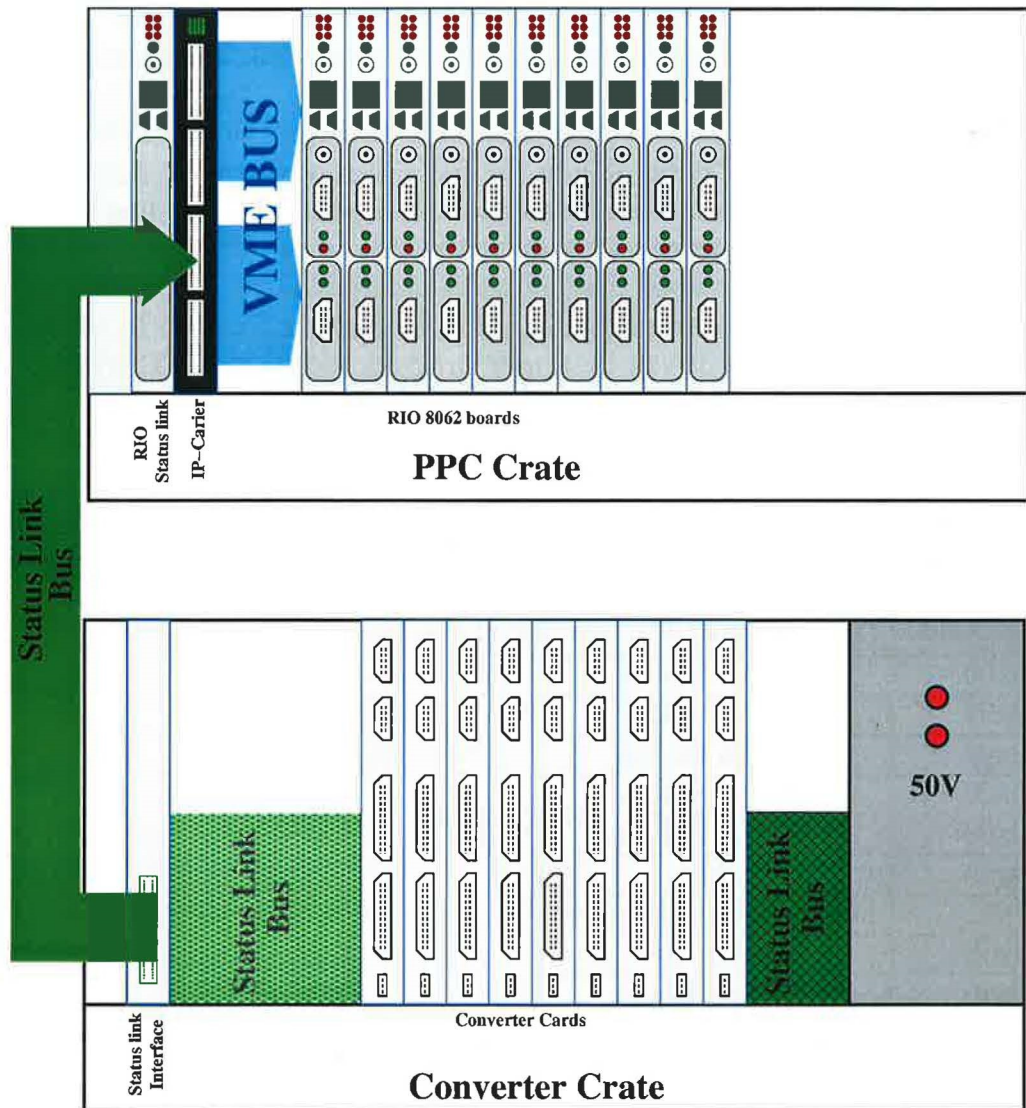 VME BUS
RIO
Status link
IP-Carier
RIO 8062 boards
PPC Crate
Status Link
Bus
50V
Status Link
Bus
Status Link
Bus
Status link
Interface
Converter Cards
Converter Crate